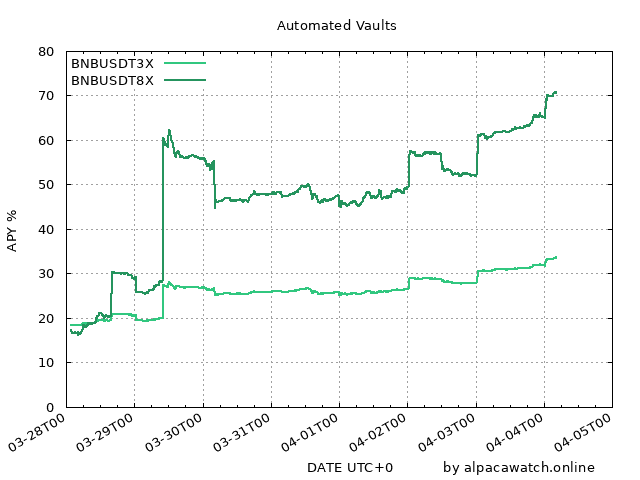 Automated Vaults
BNBUSDT3X
BNBUSDT8X
80
70
60
50
40
30
20
10
0
APY %
03-28T00
03-29T00
03-30T00
03-31T00
04-01T00
04-02T00
04-03T00
04-04T00
04-05T00
DATE UTC+0
by alpacawatch.online